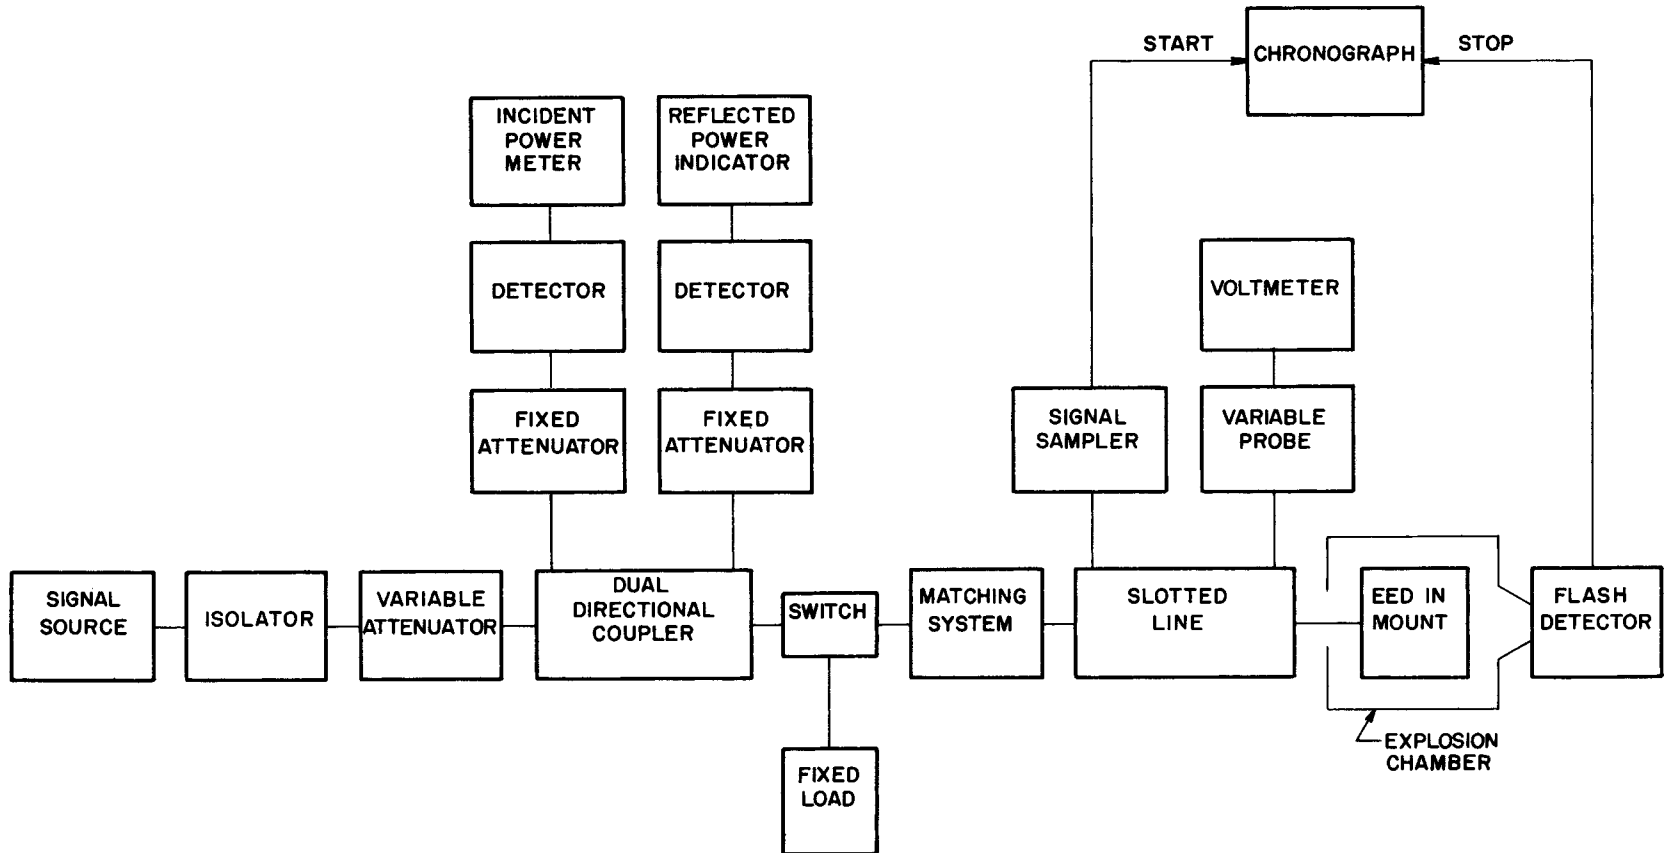 START
CHRONOGRAPH
STOP
INCIDENT
POWER
METER
REFLECTED
POWER
INDICATOR
DETECTOR
DETECTOR
VOLTMETER
FIXED
ATTENUATOR
FIXED
ATTENUATOR
SIGNAL
SAMPLER
VARIABLE
PROBE
SIGNAL
SOURCE
ISOLATOR
VARIABLE
ATTENUATOR
DUAL
DIRECTIONAL
COUPLER
SWITCH
MATCHING
SYSTEM
SLOTTED
LINE
EED IN
MOUNT
FLASH
DETECTOR
EXPLOSION
CHAMBER
FIXED
LOAD